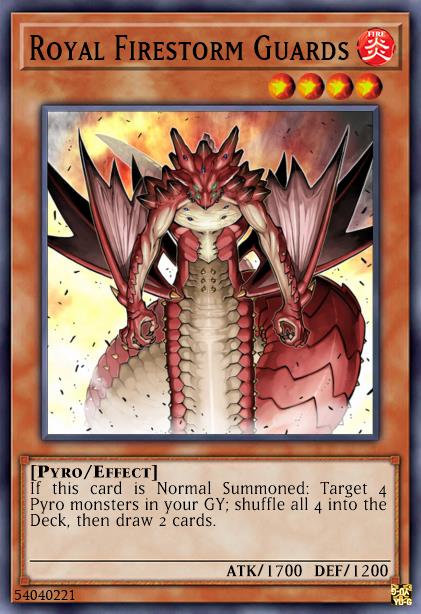 ROYAL FIRESTORM GUARDS
FIRE
炎
[PYRO/EFFECT]
If this card is Normal Summoned: Target 4
Pyro monsters in your GY; shuffle all 4 into the
Deck, then draw 2 cards.
ATK/1700 DEF/1200
54040221